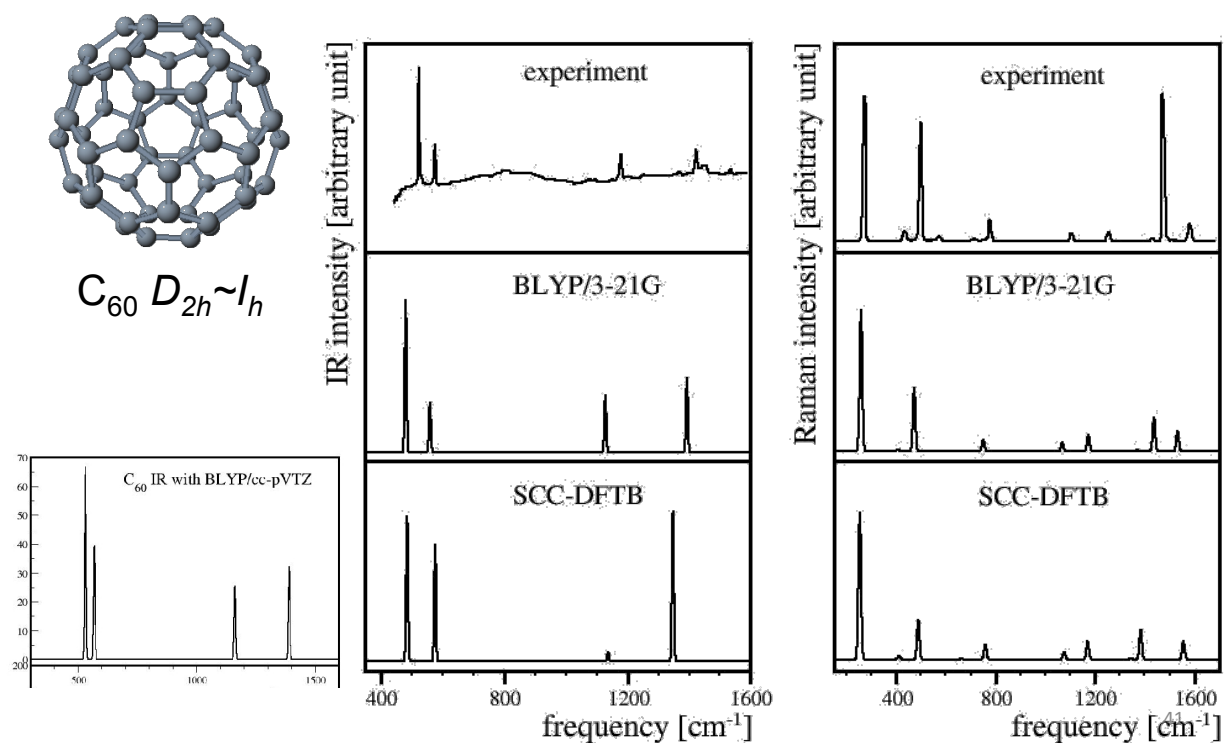 C60 D2h~Ih
C60 IR with BLYP/cc-pVTZ
70
60
50
40
30
20
10
0
200
500
1000
1500
IR intensity [arbitrary unit]
experiment
BLYP/3-21G
SCC-DFTB
400
800
1200
1600
frequency [cm-1]
Raman intensity [arbitrary unit]
experiment
BLYP/3-21G
SCC-DFTB
400
800
1200
1600
frequency [cm-1]
41